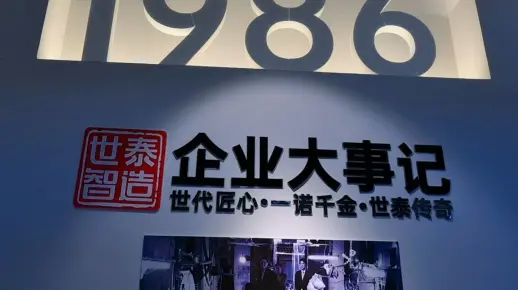 1986
世泰
智造
企业大事记
世代匠心·一诺千金·世泰传奇